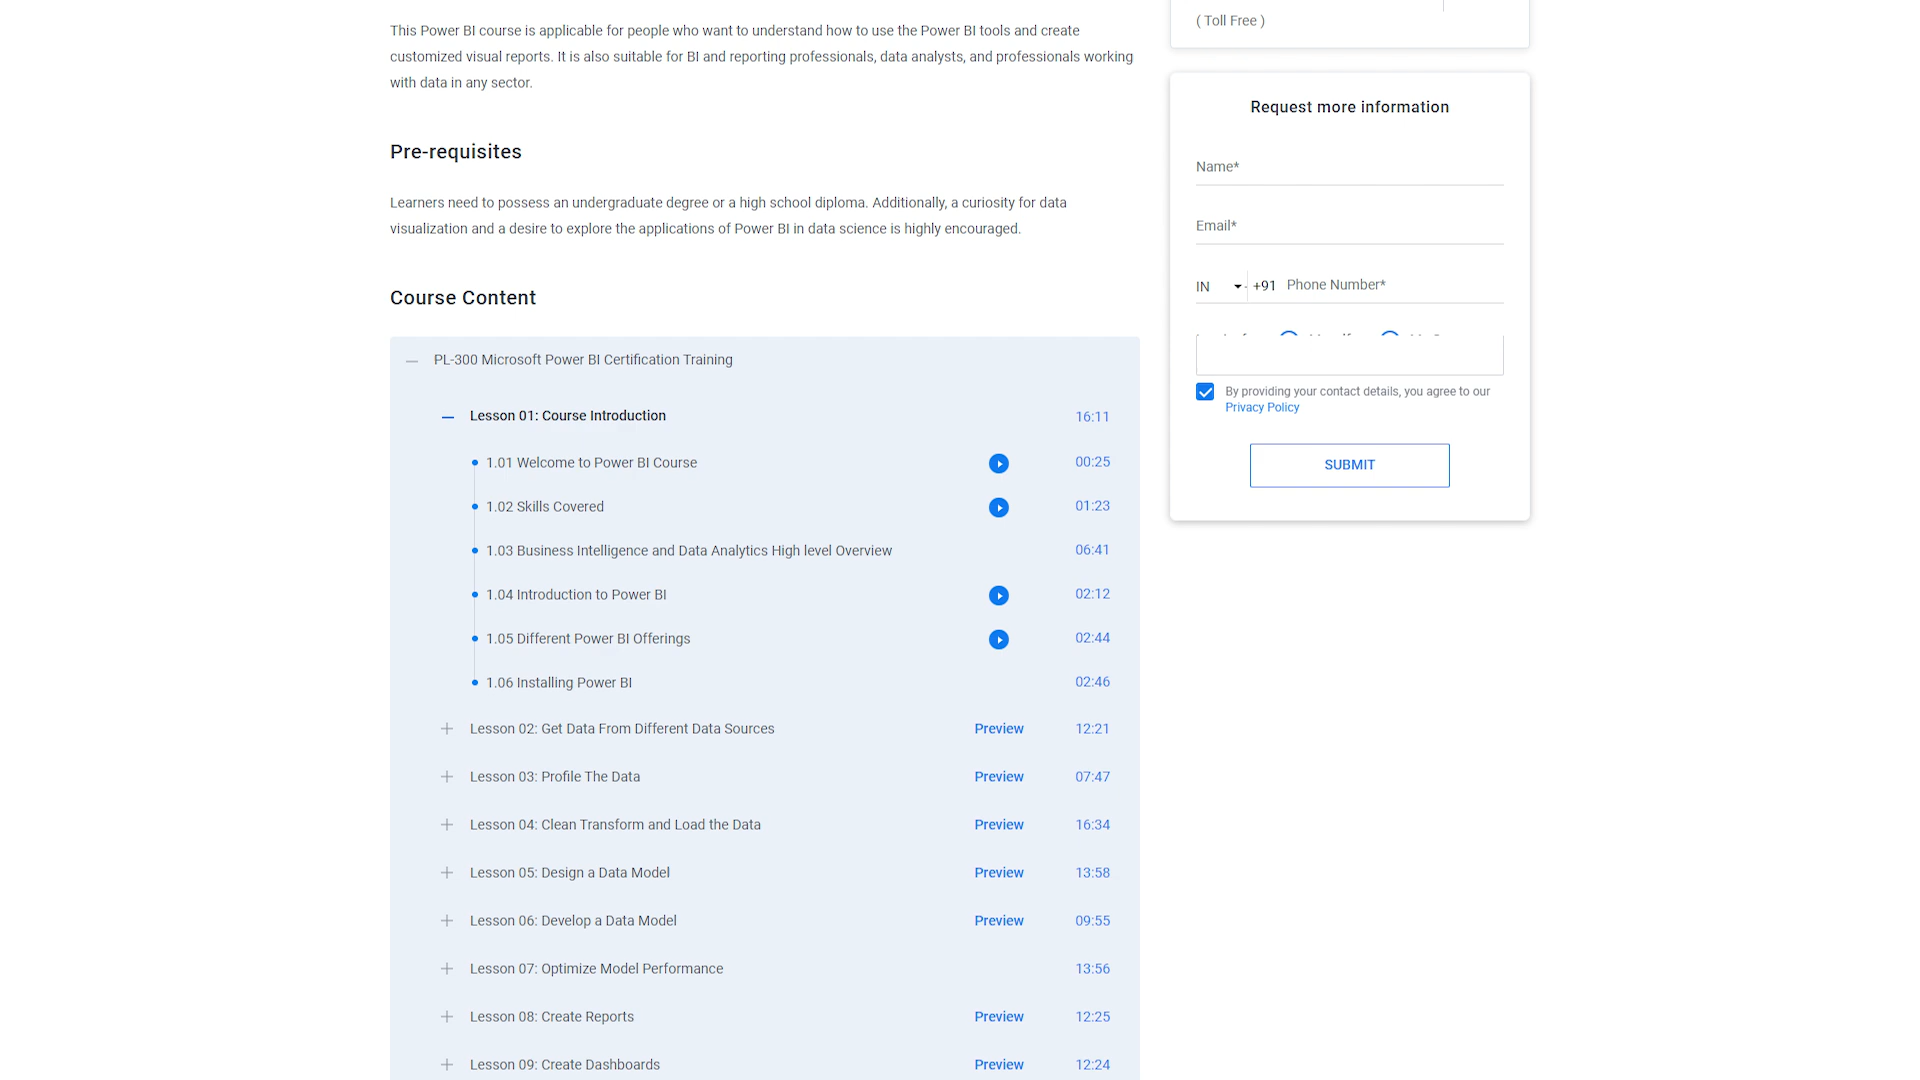 This Power BI course is applicable for people who want to understand how to use the Power BI tools and create
customized visual reports. It is also suitable for BI and reporting professionals, data analysts, and professionals working
with data in any sector.
Pre-requisites
Learners need to possess an undergraduate degree or a high school diploma. Additionally, a curiosity for data
visualization and a desire to explore the applications of Power BI in data science is highly encouraged.
Course Content
PL-300 Microsoft Power BI Certification Training
Lesson 01: Course Introduction 16:11
1.01 Welcome to Power BI Course 00:25
1.02 Skills Covered 01:23
1.03 Business Intelligence and Data Analytics High level Overview 06:41
1.04 Introduction to Power BI 02:12
1.05 Different Power BI Offerings 02:44
1.06 Installing Power BI 02:46
Lesson 02: Get Data From Different Data Sources Preview 12:21
Lesson 03: Profile The Data Preview 07:47
Lesson 04: Clean Transform and Load the Data Preview 16:34
Lesson 05: Design a Data Model Preview 13:58
Lesson 06: Develop a Data Model Preview 09:55
Lesson 07: Optimize Model Performance 13:56
Lesson 08: Create Reports Preview 12:25
Lesson 09: Create Dashboards Preview 12:24
( Toll Free )
Request more information
Name*
Email*
IN +91 Phone Number*
By providing your contact details, you agree to our
Privacy Policy
SUBMIT